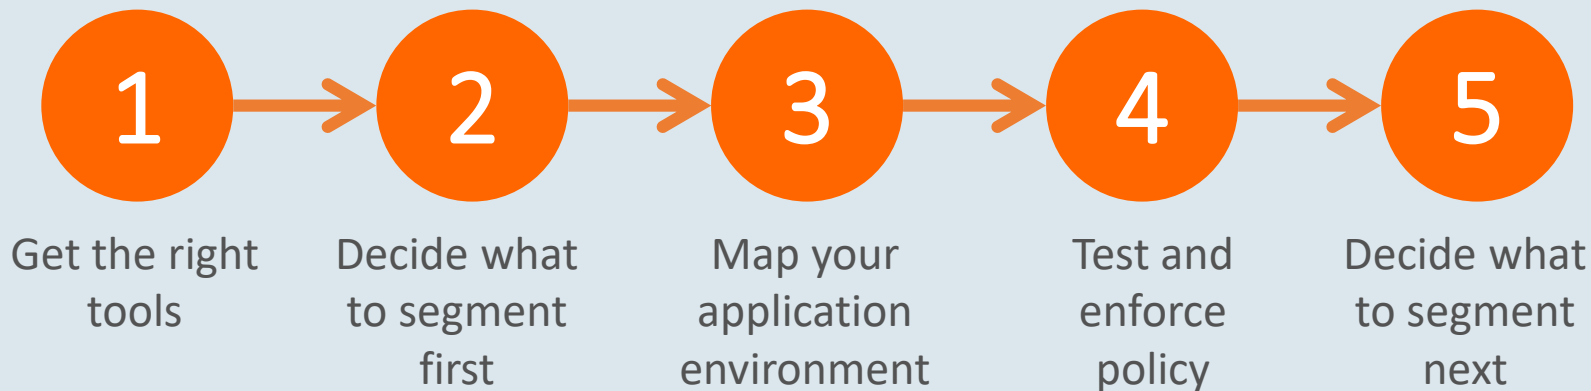 1
2
3
4
5
Get the right
tools
Decide what
to segment
first
Map your
application
environment
Test and
enforce
policy
Decide what
to segment
next